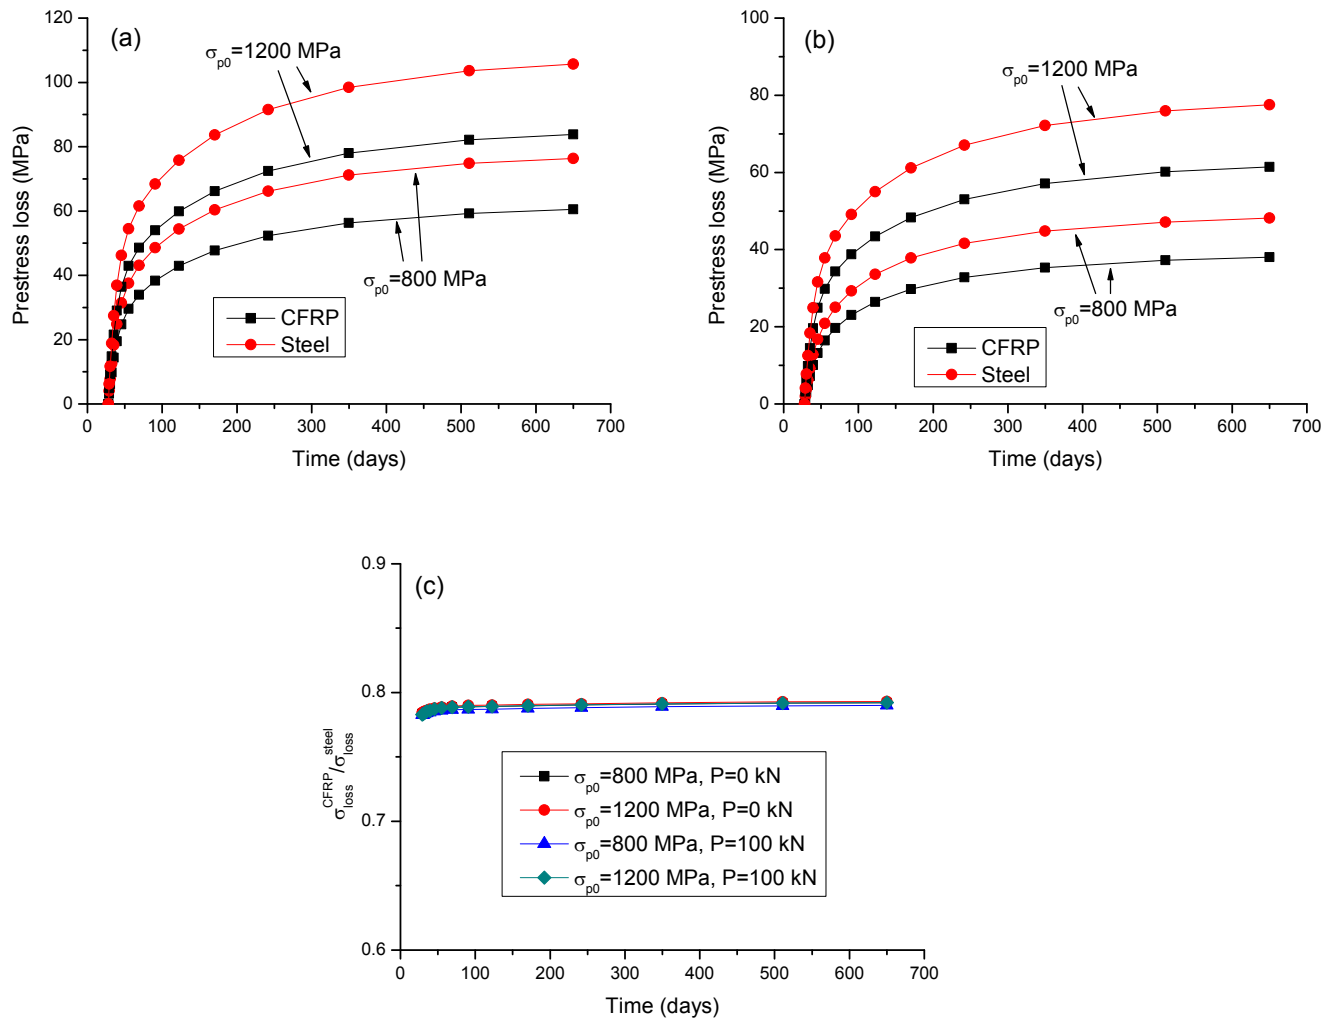 (a)
σp0=1200 MPa
σp0=800 MPa
CFRP
Steel
Prestress loss (MPa)
0
20
40
60
80
100
120
0 100 200 300 400 500 600 700
Time (days)
(b)
σp0=1200 MPa
σp0=800 MPa
CFRP
Steel
Prestress loss (MPa)
0
20
40
60
80
100
0 100 200 300 400 500 600 700
Time (days)
(c)
σp0=800 MPa, P=0 kN
σp0=1200 MPa, P=0 kN
σp0=800 MPa, P=100 kN
σp0=1200 MPa, P=100 kN
σloss^CFRP/σloss^steel
0.6
0.7
0.8
0.9
0 100 200 300 400 500 600 700
Time (days)